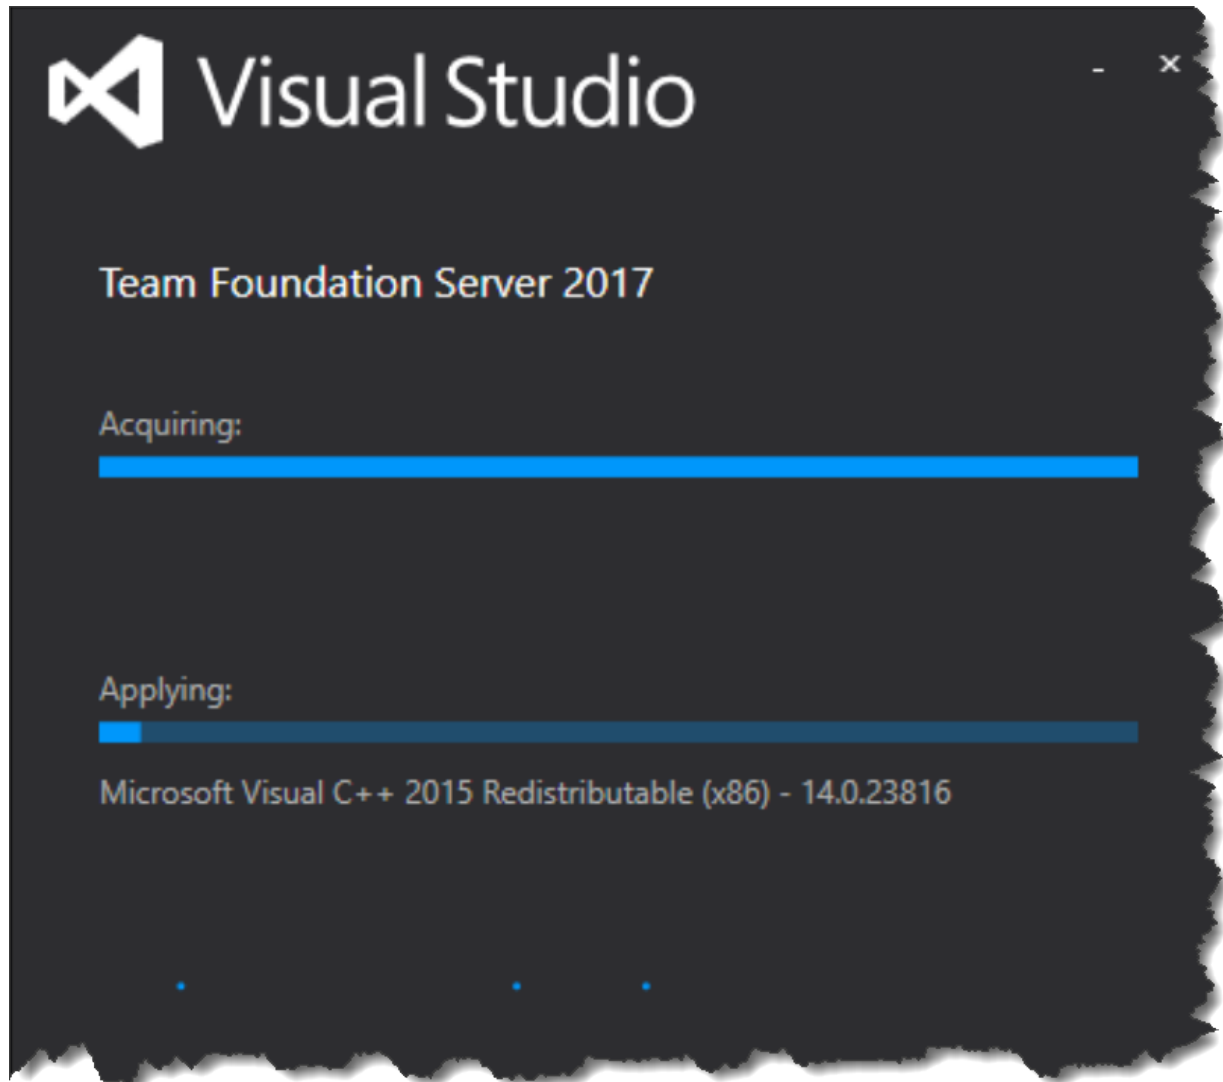 Visual Studio
Team Foundation Server 2017
Acquiring:
Applying:
Microsoft Visual C++ 2015 Redistributable (x86) - 14.0.23816